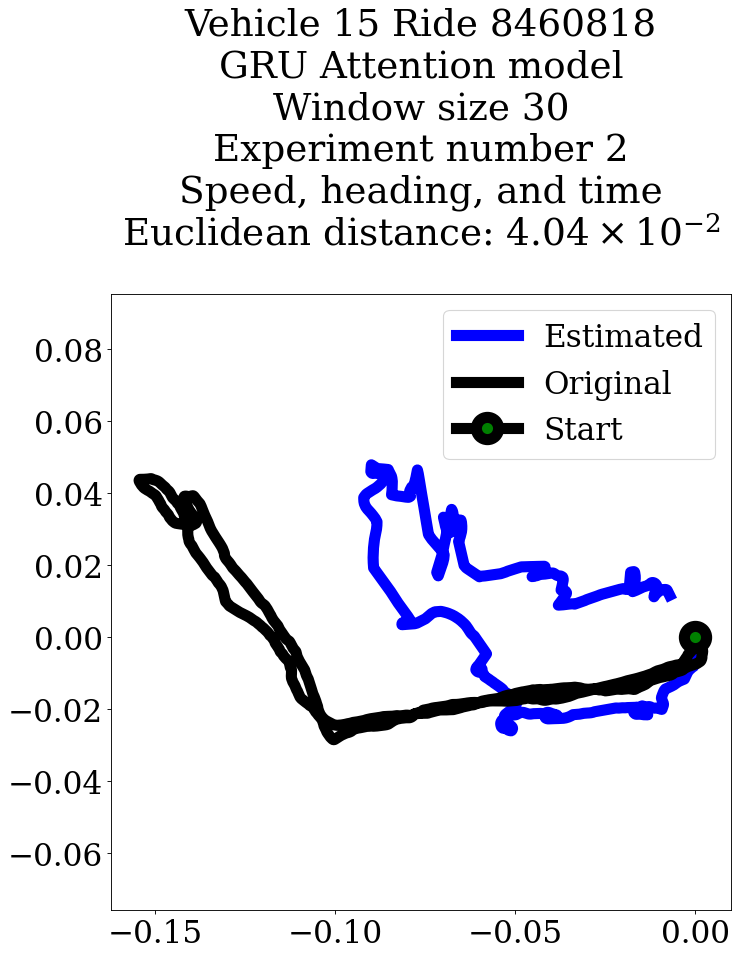 Vehicle 15 Ride 8460818
GRU Attention model
Window size 30
Experiment number 2
Speed, heading, and time
Euclidean distance: 4.04 × 10⁻²
Estimated
Original
Start
0.08
0.06
0.04
0.02
0.00
−0.02
−0.04
−0.06
−0.15 −0.10 −0.05 0.00